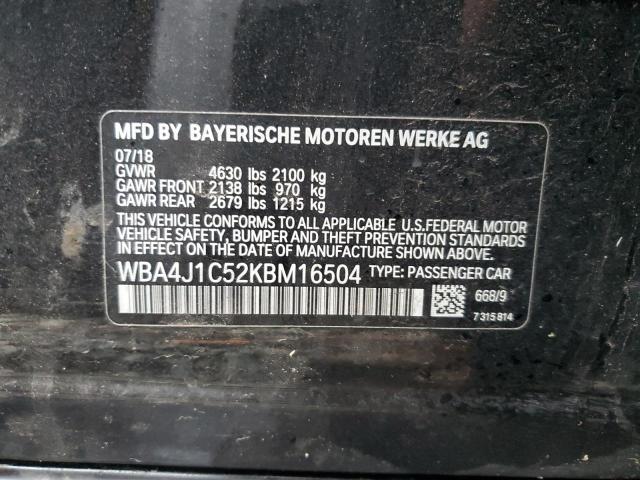 MFD BY BAYERISCHE MOTOREN WERKE AG
07/18
GVWR 4630 lbs 2100 kg
GAWR FRONT 2138 lbs 970 kg
GAWR REAR 2679 lbs 1215 kg
THIS VEHICLE CONFORMS TO ALL APPLICABLE U.S.FEDERAL MOTOR
VEHICLE SAFETY, BUMPER AND THEFT PREVENTION STANDARDS
IN EFFECT ON THE DATE OF MANUFACTURE SHOWN ABOVE.
WBA4J1C52KBM16504 TYPE: PASSENGER CAR
668/9
7315814